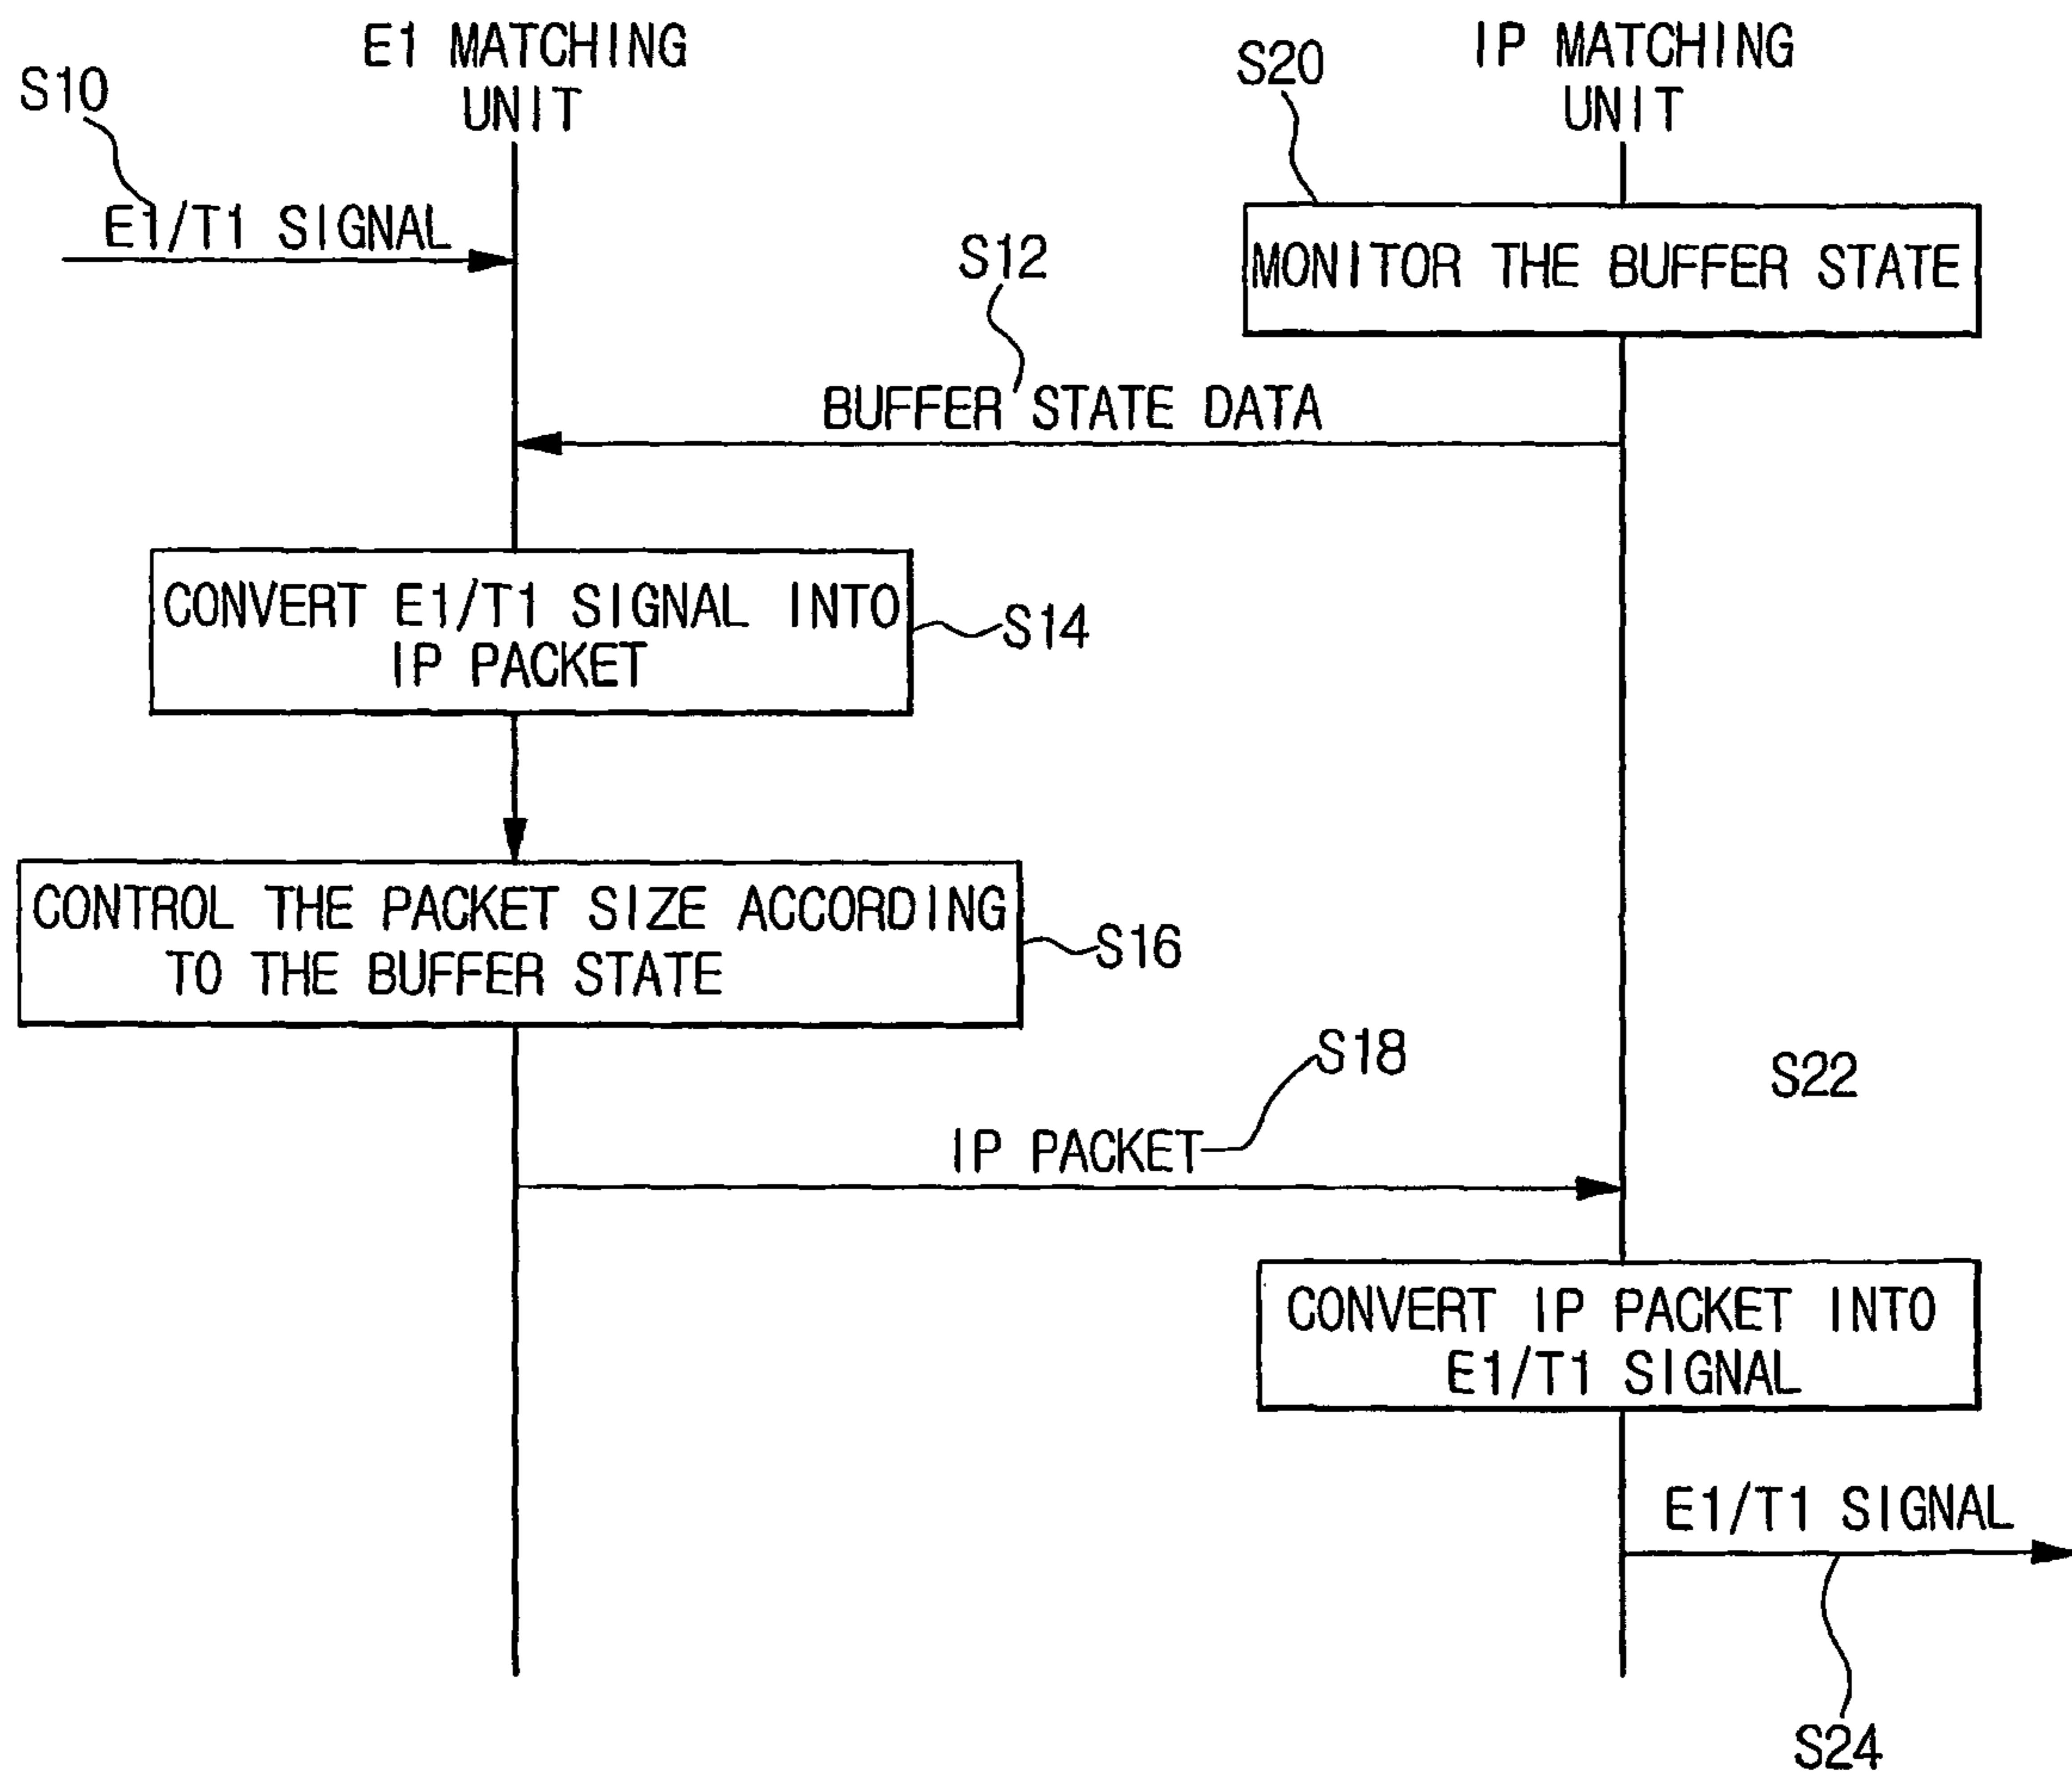 E1 MATCHING
UNIT
IP MATCHING
UNIT
S10
S20
E1/T1 SIGNAL
MONITOR THE BUFFER STATE
S12
BUFFER STATE DATA
CONVERT E1/T1 SIGNAL INTO
IP PACKET
S14
CONTROL THE PACKET SIZE ACCORDING
TO THE BUFFER STATE
S16
S18
S22
IP PACKET
CONVERT IP PACKET INTO
E1/T1 SIGNAL
E1/T1 SIGNAL
S24